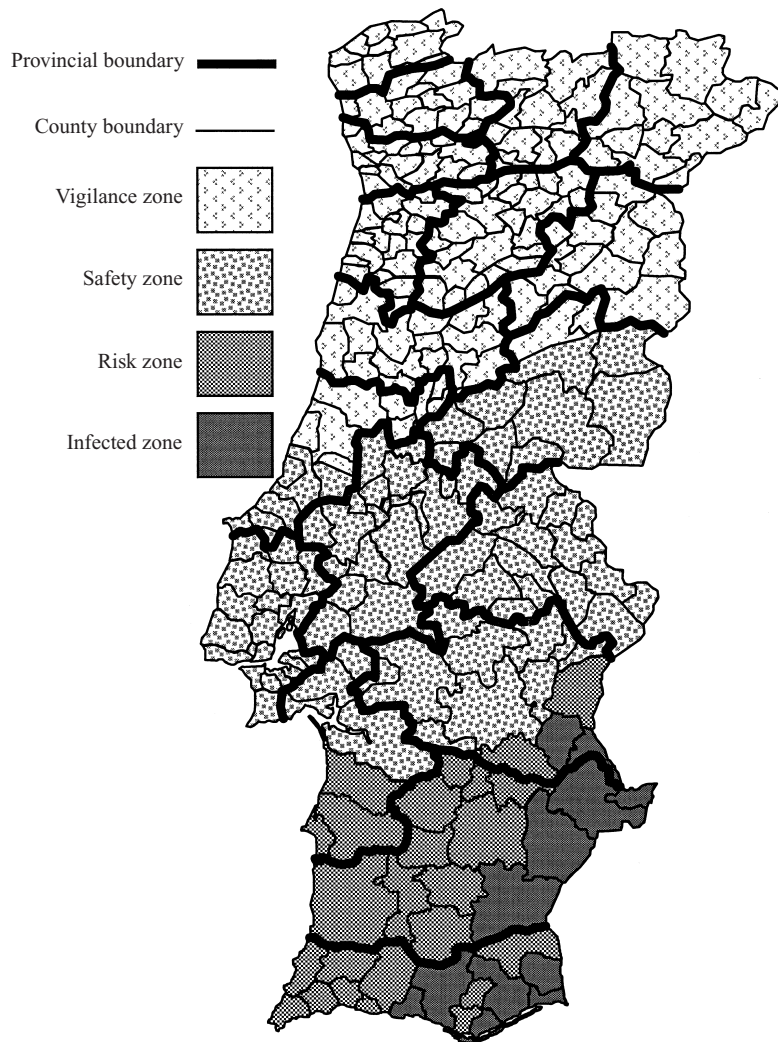 Provincial boundary
County boundary
Vigilance zone
Safety zone
Risk zone
Infected zone